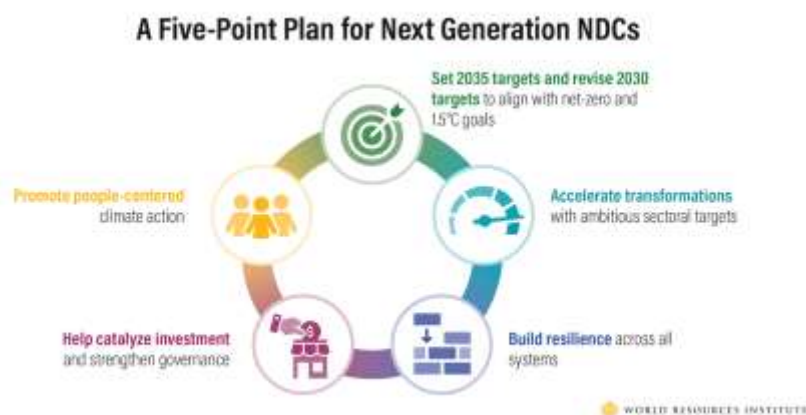 A Five-Point Plan for Next Generation NDCs
Set 2035 targets and revise 2030
targets to align with net-zero and
1.5°C goals
Accelerate transformations
with ambitious sectoral targets
Build resilience across all
systems
Help catalyze investment
and strengthen governance
Promote people-centered
climate action
$
WORLD RESOURCES INSTITUTE